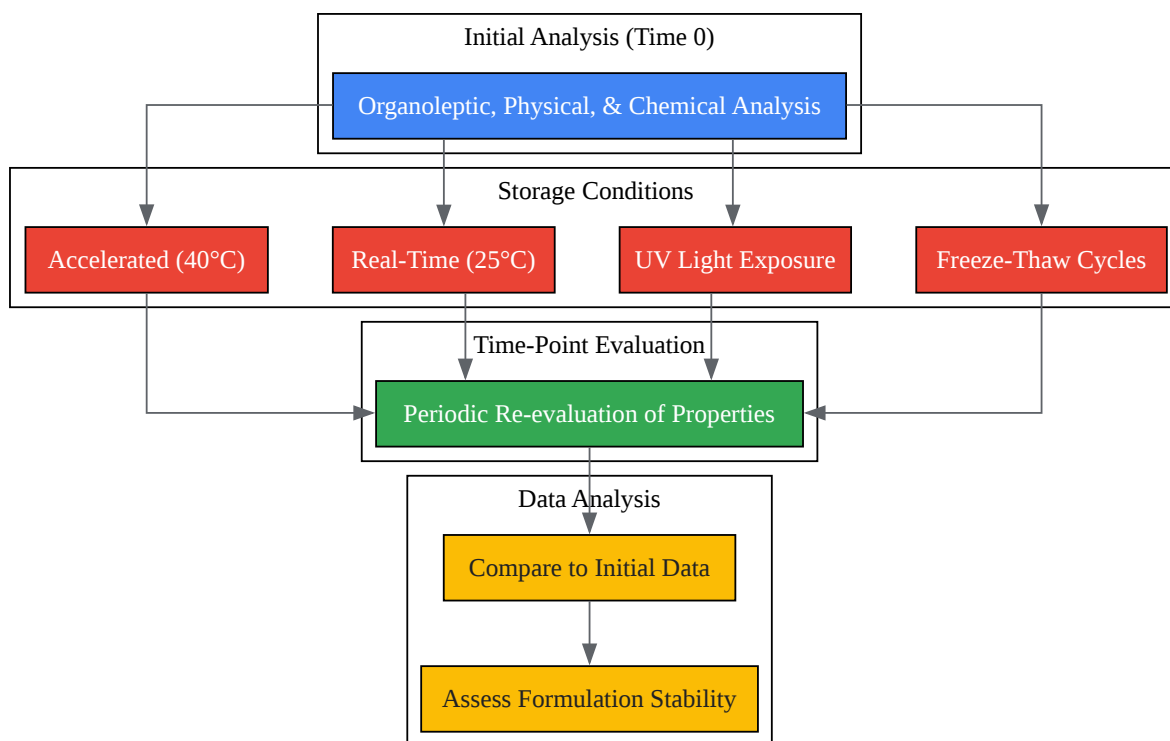 Initial Analysis (Time 0)
Organoleptic, Physical, & Chemical Analysis
Storage Conditions
Accelerated (40°C)
Real-Time (25°C)
UV Light Exposure
Freeze-Thaw Cycles
Time-Point Evaluation
Periodic Re-evaluation of Properties
Data Analysis
Compare to Initial Data
Assess Formulation Stability